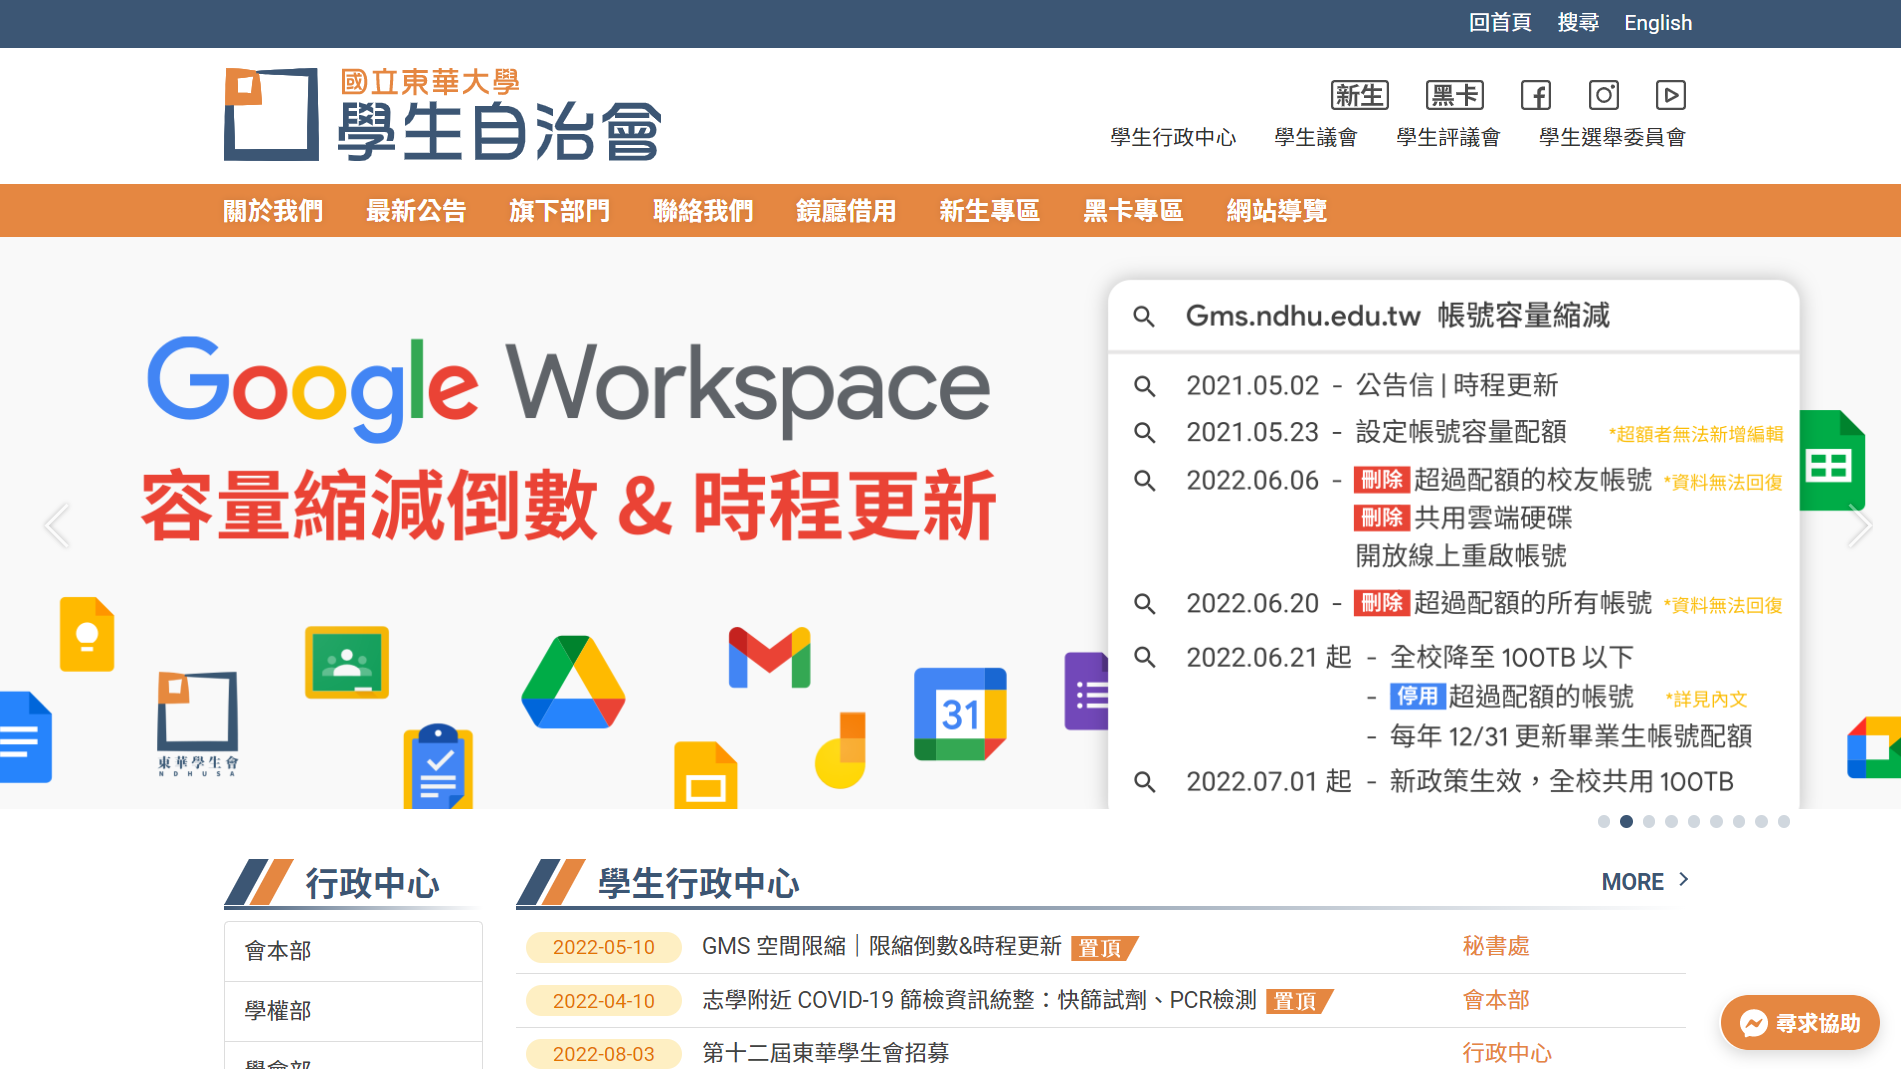 回首頁 搜尋 English
國立東華大學
學生自治會
新生 黑卡
學生行政中心 學生議會 學生評議會 學生選舉委員會
關於我們 最新公告 旗下部門 聯絡我們 鏡廳借用 新生專區 黑卡專區 網站導覽
Google Workspace
容量縮減倒數 & 時程更新
Gms.ndhu.edu.tw 帳號容量縮減
2021.05.02 - 公告信 | 時程更新
2021.05.23 - 設定帳號容量配額 *超額者無法新增編輯
2022.06.06 - 刪除 超過配額的校友帳號 *資料無法回復
刪除 共用雲端硬碟
開放線上重啟帳號
2022.06.20 - 刪除 超過配額的所有帳號 *資料無法回復
2022.06.21 起 - 全校降至 100TB 以下
- 停用 超過配額的帳號 *詳見內文
- 每年 12/31 更新畢業生帳號配額
2022.07.01 起 - 新政策生效，全校共用 100TB
31
東華學生會
NDHUSA
行政中心
會本部
學權部
學會部
學生行政中心 MORE
2022-05-10 GMS 空間限縮｜限縮倒數&時程更新 置頂 秘書處
2022-04-10 志學附近 COVID-19 篩檢資訊統整：快篩試劑、PCR檢測 置頂 會本部
2022-08-03 第十二屆東華學生會招募 行政中心
尋求協助